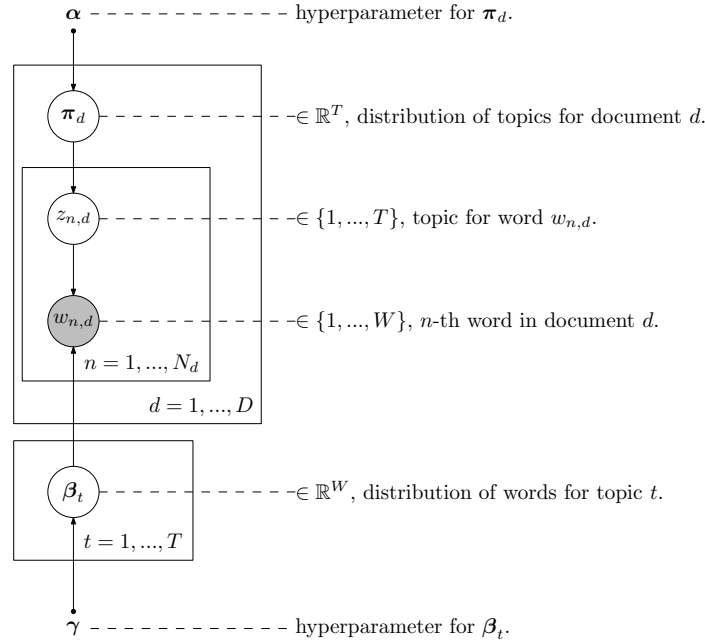 α hyperparameter for π_d.
π_d ∈ ℝ^T, distribution of topics for document d.
z_{n,d} ∈ {1, ..., T}, topic for word w_{n,d}.
w_{n,d} ∈ {1, ..., W}, n-th word in document d.
n = 1, ..., N_d
d = 1, ..., D
β_t ∈ ℝ^W, distribution of words for topic t.
t = 1, ..., T
γ hyperparameter for β_t.